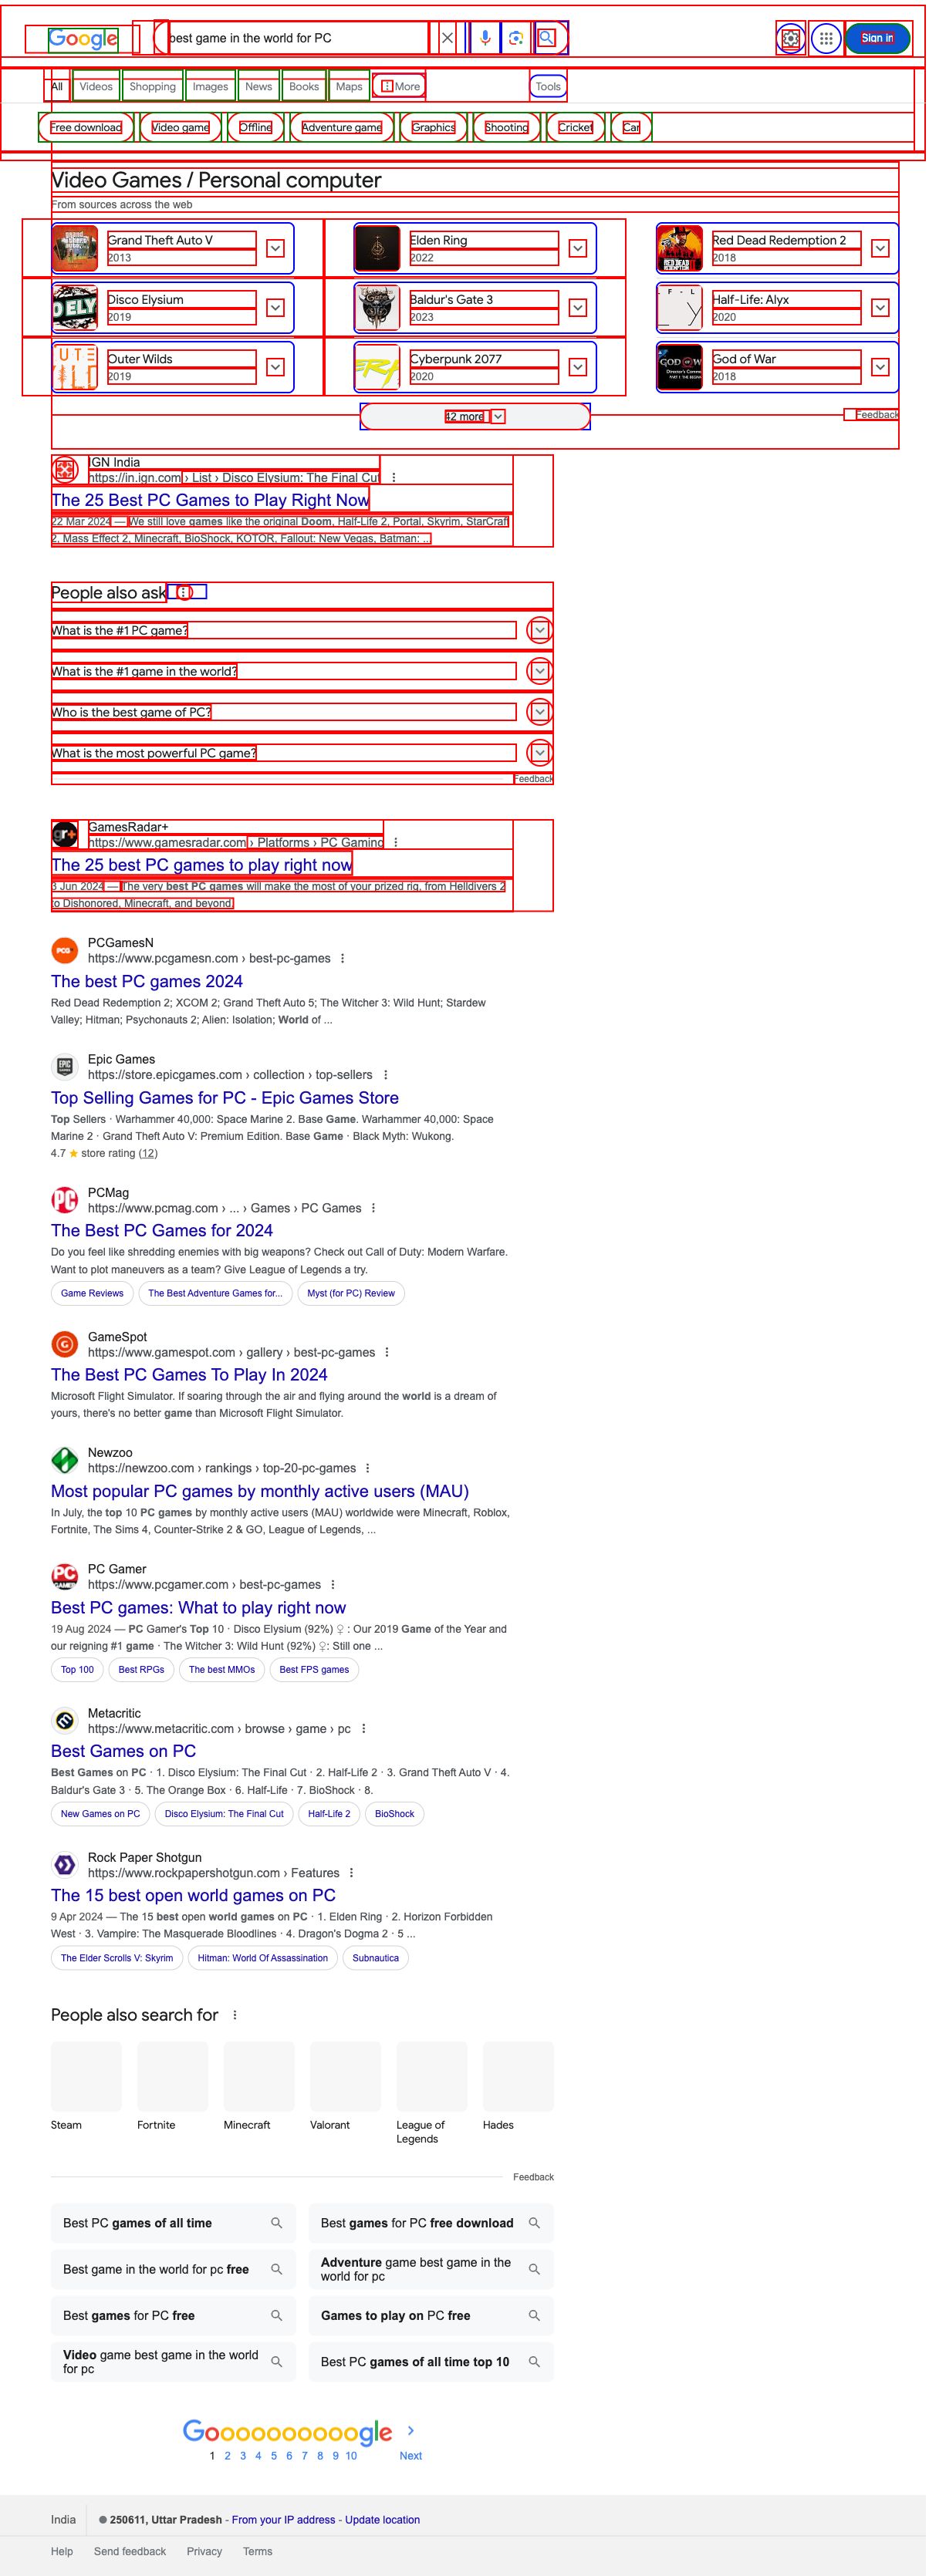 Google
best game in the world for PC
Sign in
All Videos Shopping Images News Books Maps More Tools
Free download Video game Offline Adventure game Graphics Shooting Cricket Car
Video Games / Personal computer
From sources across the web
Grand Theft Auto V
2013
Elden Ring
2022
Red Dead Redemption 2
2018
Disco Elysium
2019
Baldur's Gate 3
2023
Half-Life: Alyx
2020
Outer Wilds
2019
Cyberpunk 2077
2020
God of War
2018
42 more
Feedback
IGN India
https://in.ign.com › List › Disco Elysium: The Final Cut
The 25 Best PC Games to Play Right Now
22 Mar 2024 — We still love games like the original Doom, Half-Life 2, Portal, Skyrim, StarCraft
2, Mass Effect 2, Minecraft, BioShock, KOTOR, Fallout: New Vegas, Batman: ...
People also ask
What is the #1 PC game?
What is the #1 game in the world?
Who is the best game of PC?
What is the most powerful PC game?
Feedback
GamesRadar+
https://www.gamesradar.com › Platforms › PC Gaming
The 25 best PC games to play right now
3 Jun 2024 — The very best PC games will make the most of your prized rig, from Helldivers 2
to Dishonored, Minecraft, and beyond.
PCGamesN
https://www.pcgamesn.com › best-pc-games
The best PC games 2024
Red Dead Redemption 2; XCOM 2; Grand Theft Auto 5; The Witcher 3: Wild Hunt; Stardew
Valley; Hitman; Psychonauts 2; Alien: Isolation; World of ...
Epic Games
https://store.epicgames.com › collection › top-sellers
Top Selling Games for PC - Epic Games Store
Top Sellers · Warhammer 40,000: Space Marine 2. Base Game. Warhammer 40,000: Space
Marine 2 · Grand Theft Auto V: Premium Edition. Base Game · Black Myth: Wukong.
4.7 ★ store rating (12)
PCMag
https://www.pcmag.com › ... › Games › PC Games
The Best PC Games for 2024
Do you feel like shredding enemies with big weapons? Check out Call of Duty: Modern Warfare.
Want to plot maneuvers as a team? Give League of Legends a try.
Game Reviews The Best Adventure Games for... Myst (for PC) Review
GameSpot
https://www.gamespot.com › gallery › best-pc-games
The Best PC Games To Play In 2024
Microsoft Flight Simulator. If soaring through the air and flying around the world is a dream of
yours, there's no better game than Microsoft Flight Simulator.
Newzoo
https://newzoo.com › rankings › top-20-pc-games
Most popular PC games by monthly active users (MAU)
In July, the top 10 PC games by monthly active users (MAU) worldwide were Minecraft, Roblox,
Fortnite, The Sims 4, Counter-Strike 2 & GO, League of Legends, ...
PC Gamer
https://www.pcgamer.com › best-pc-games
Best PC games: What to play right now
19 Aug 2024 — PC Gamer's Top 10 · Disco Elysium (92%) ♀ : Our 2019 Game of the Year and
our reigning #1 game · The Witcher 3: Wild Hunt (92%) ♀: Still one ...
Top 100 Best RPGs The best MMOs Best FPS games
Metacritic
https://www.metacritic.com › browse › game › pc
Best Games on PC
Best Games on PC · 1. Disco Elysium: The Final Cut · 2. Half-Life 2 · 3. Grand Theft Auto V · 4.
Baldur's Gate 3 · 5. The Orange Box · 6. Half-Life · 7. BioShock · 8.
New Games on PC Disco Elysium: The Final Cut Half-Life 2 BioShock
Rock Paper Shotgun
https://www.rockpapershotgun.com › Features
The 15 best open world games on PC
9 Apr 2024 — The 15 best open world games on PC · 1. Elden Ring · 2. Horizon Forbidden
West · 3. Vampire: The Masquerade Bloodlines · 4. Dragon's Dogma 2 · 5 ...
The Elder Scrolls V: Skyrim Hitman: World Of Assassination Subnautica
People also search for
Steam Fortnite Minecraft Valorant League of Legends Hades
Feedback
Best PC games of all time
Best games for PC free download
Best game in the world for pc free
Adventure game best game in the
world for pc
Best games for PC free
Games to play on PC free
Video game best game in the world
for pc
Best PC games of all time top 10
Goooooooooogle
1 2 3 4 5 6 7 8 9 10 Next
India 250611, Uttar Pradesh - From your IP address - Update location
Help Send feedback Privacy Terms